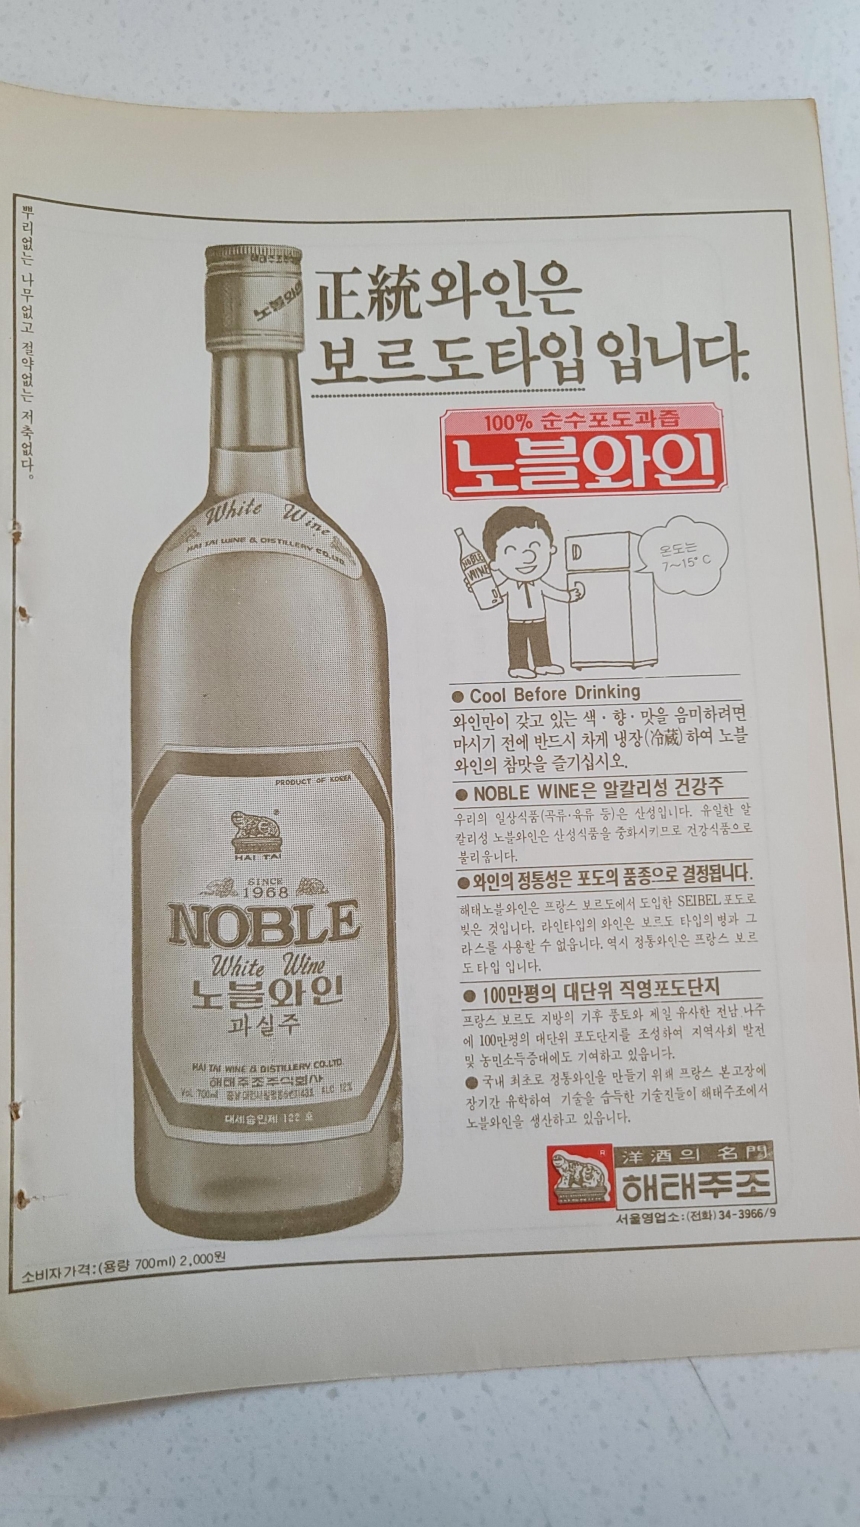 뿌리없는 나무없고 절약없는 저축없다。
正統와인은
보르도타입 입니다.
100% 순수포도과즙
노블와인
노블와인
White Wine
HAI TAI WINE & DISTILLERY CO., LTD.
NOBLE
WINE
온도는
7~15°C
● Cool Before Drinking
와인만이 갖고 있는 색·향·맛을 음미하려면
마시기 전에 반드시 차게 냉장(冷蔵)하여 노블
와인의 참맛을 즐기십시오.
● NOBLE WINE은 알칼리성 건강주
우리의 일상식품(곡류·육류 등)은 산성입니다. 유일한 알
칼리성 노블와인은 산성식품을 중화시키므로 건강식품으로
불리웁니다.
● 와인의 정통성은 포도의 품종으로 결정됩니다.
해태노블와인은 프랑스 보르도에서 도입한 SEIBEL포도로
빚은 것입니다. 라인타입의 와인은 보르도 타입의 병과 그
라스를 사용할 수 없읍니다. 역시 정통와인은 프랑스 보르
도타입 입니다.
● 100만평의 대단위 직영포도단지
프랑스 보르도 지방의 기후 풍토와 제일 유사한 전남 나주
에 100만평의 대단위 포도단지를 조성하여 지역사회 발전
및 농민소득증대에도 기여하고 있읍니다.
● 국내 최초로 정통와인을 만들기 위해 프랑스 본고장에
장기간 유학하여 기술을 습득한 기술진들이 해태주조에서
노블와인을 생산하고 있읍니다.
PRODUCT OF KOREA
®
HAI TAI
SINCE
1968
NOBLE
White Wine
노블와인
과실주
HAI TAI WINE & DISTILLERY CO.LTD.
해태주조주식회사
Vol. 700ml ALC 12%
대세승인제 122 호
R
洋酒의 名門
해태주조
서울영업소:(전화) 34-3966/9
소비자가격:(용량 700ml) 2,000원